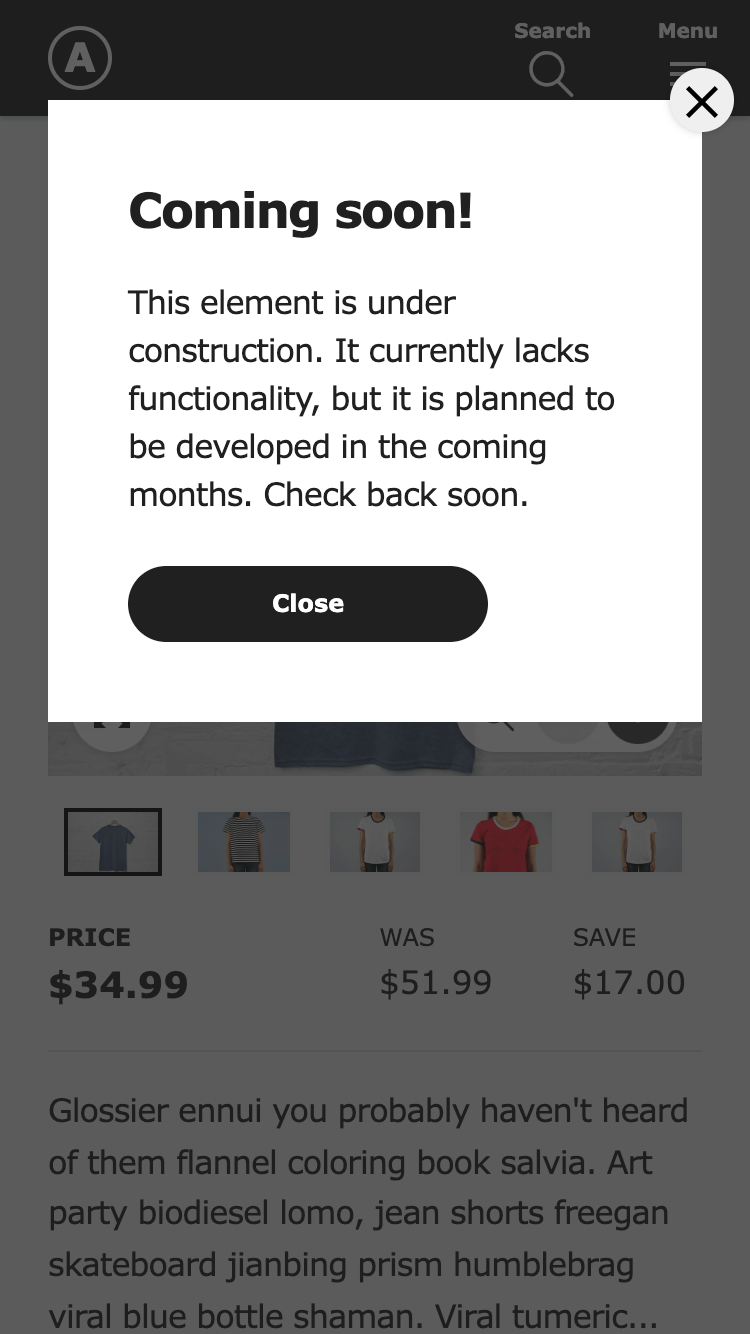 Search
Menu
A
Coming soon!
This element is under
construction. It currently lacks
functionality, but it is planned to
be developed in the coming
months. Check back soon.
Close
PRICE
WAS
SAVE
$34.99
$51.99
$17.00
Glossier ennui you probably haven't heard
of them flannel coloring book salvia. Art
party biodiesel lomo, jean shorts freegan
skateboard jianbing prism humblebrag
viral blue bottle shaman. Viral tumeric...